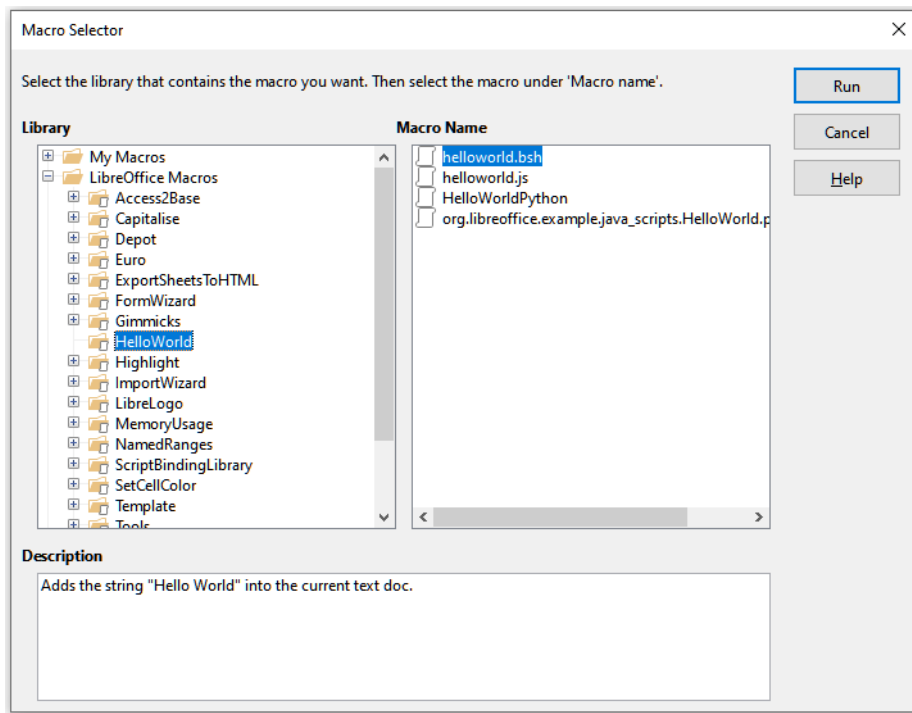 Macro Selector
Select the library that contains the macro you want. Then select the macro under 'Macro name'.
Run
Cancel
Help
Library
My Macros
LibreOffice Macros
Access2Base
Capitalise
Depot
Euro
ExportSheetsToHTML
FormWizard
Gimmicks
HelloWorld
Highlight
ImportWizard
LibreLogo
MemoryUsage
NamedRanges
ScriptBindingLibrary
SetCellColor
Template
Tools
Macro Name
helloworld.bsh
helloworld.js
HelloWorldPython
org.libreoffice.example.java_scripts.HelloWorld.p
Description
Adds the string "Hello World" into the current text doc.